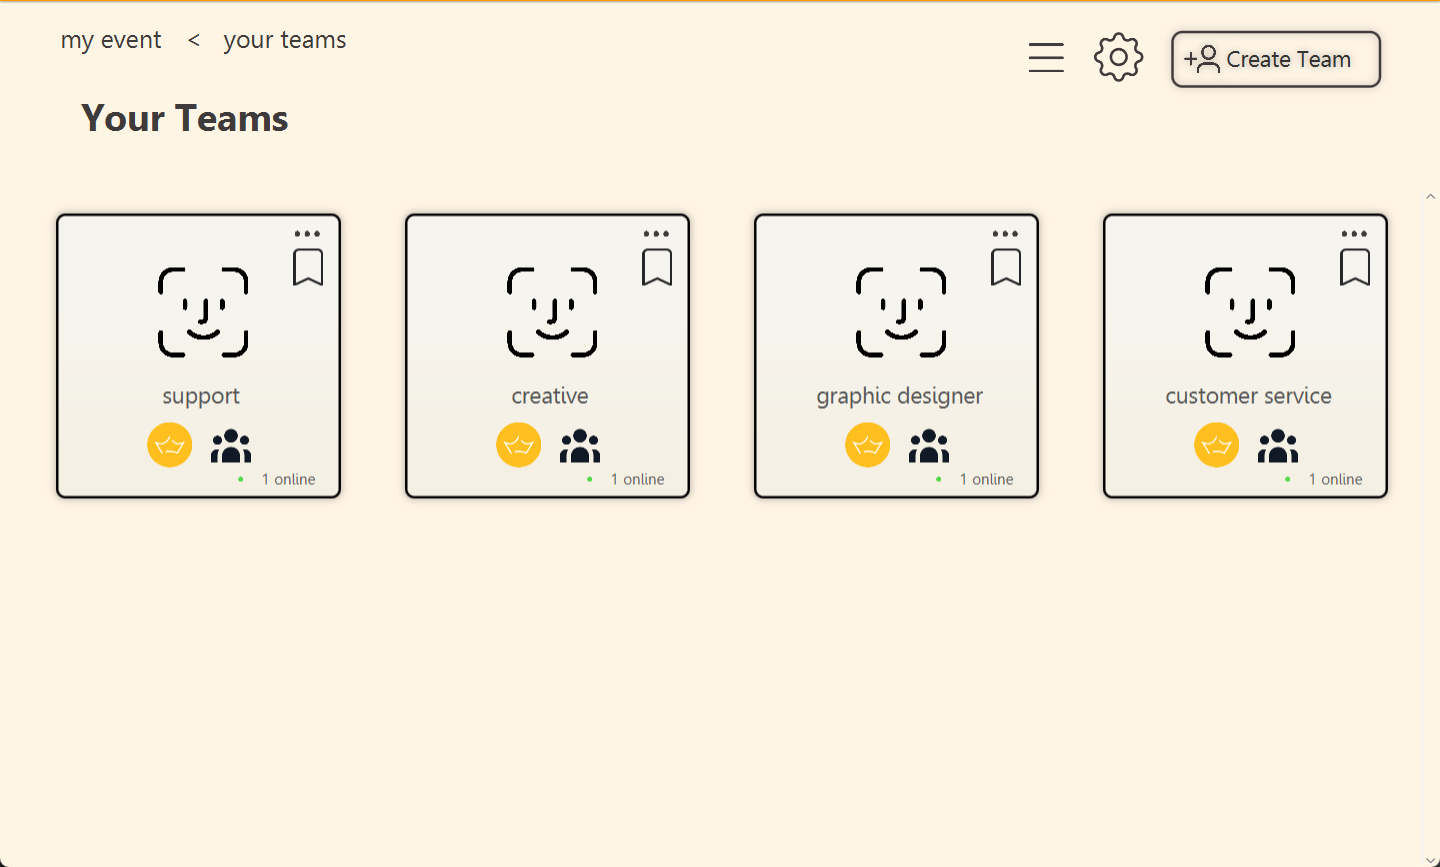 my event < your teams
Create Team
Your Teams
support
1 online
creative
1 online
graphic designer
1 online
customer service
1 online